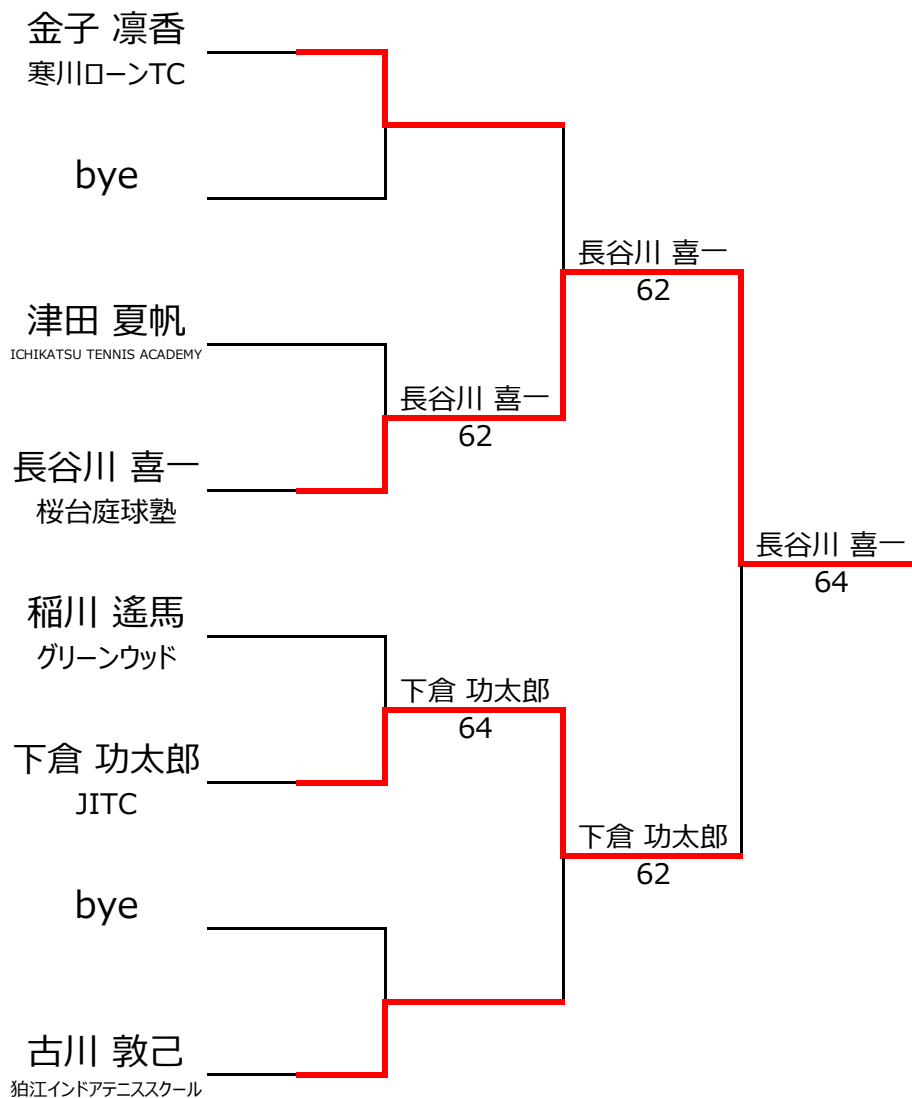 金子 凛香
寒川ローンTC
bye
津田 夏帆
ICHIKATSU TENNIS ACADEMY
長谷川 喜一
桜台庭球塾
稲川 遙馬
グリーンウッド
下倉 功太郎
JITC
bye
古川 敦己
狛江インドアテニススクール
長谷川 喜一
62
下倉 功太郎
64
長谷川 喜一
62
下倉 功太郎
62
長谷川 喜一
64